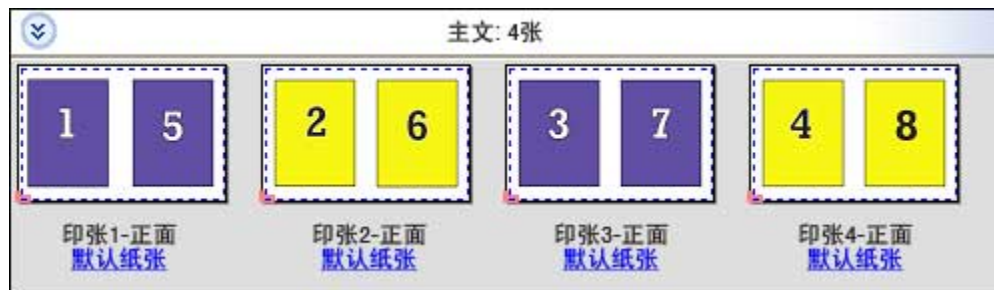 主文: 4张
1 5 2 6 3 7 4 8
印张1-正面 印张2-正面 印张3-正面 印张4-正面
默认纸张 默认纸张 默认纸张 默认纸张